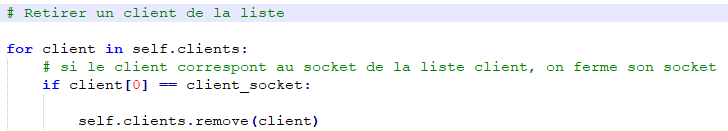 # Retirer un client de la liste
for client in self.clients:
# si le client correspont au socket de la liste client, on ferme son socket
if client[0] == client_socket:
self.clients.remove(client)